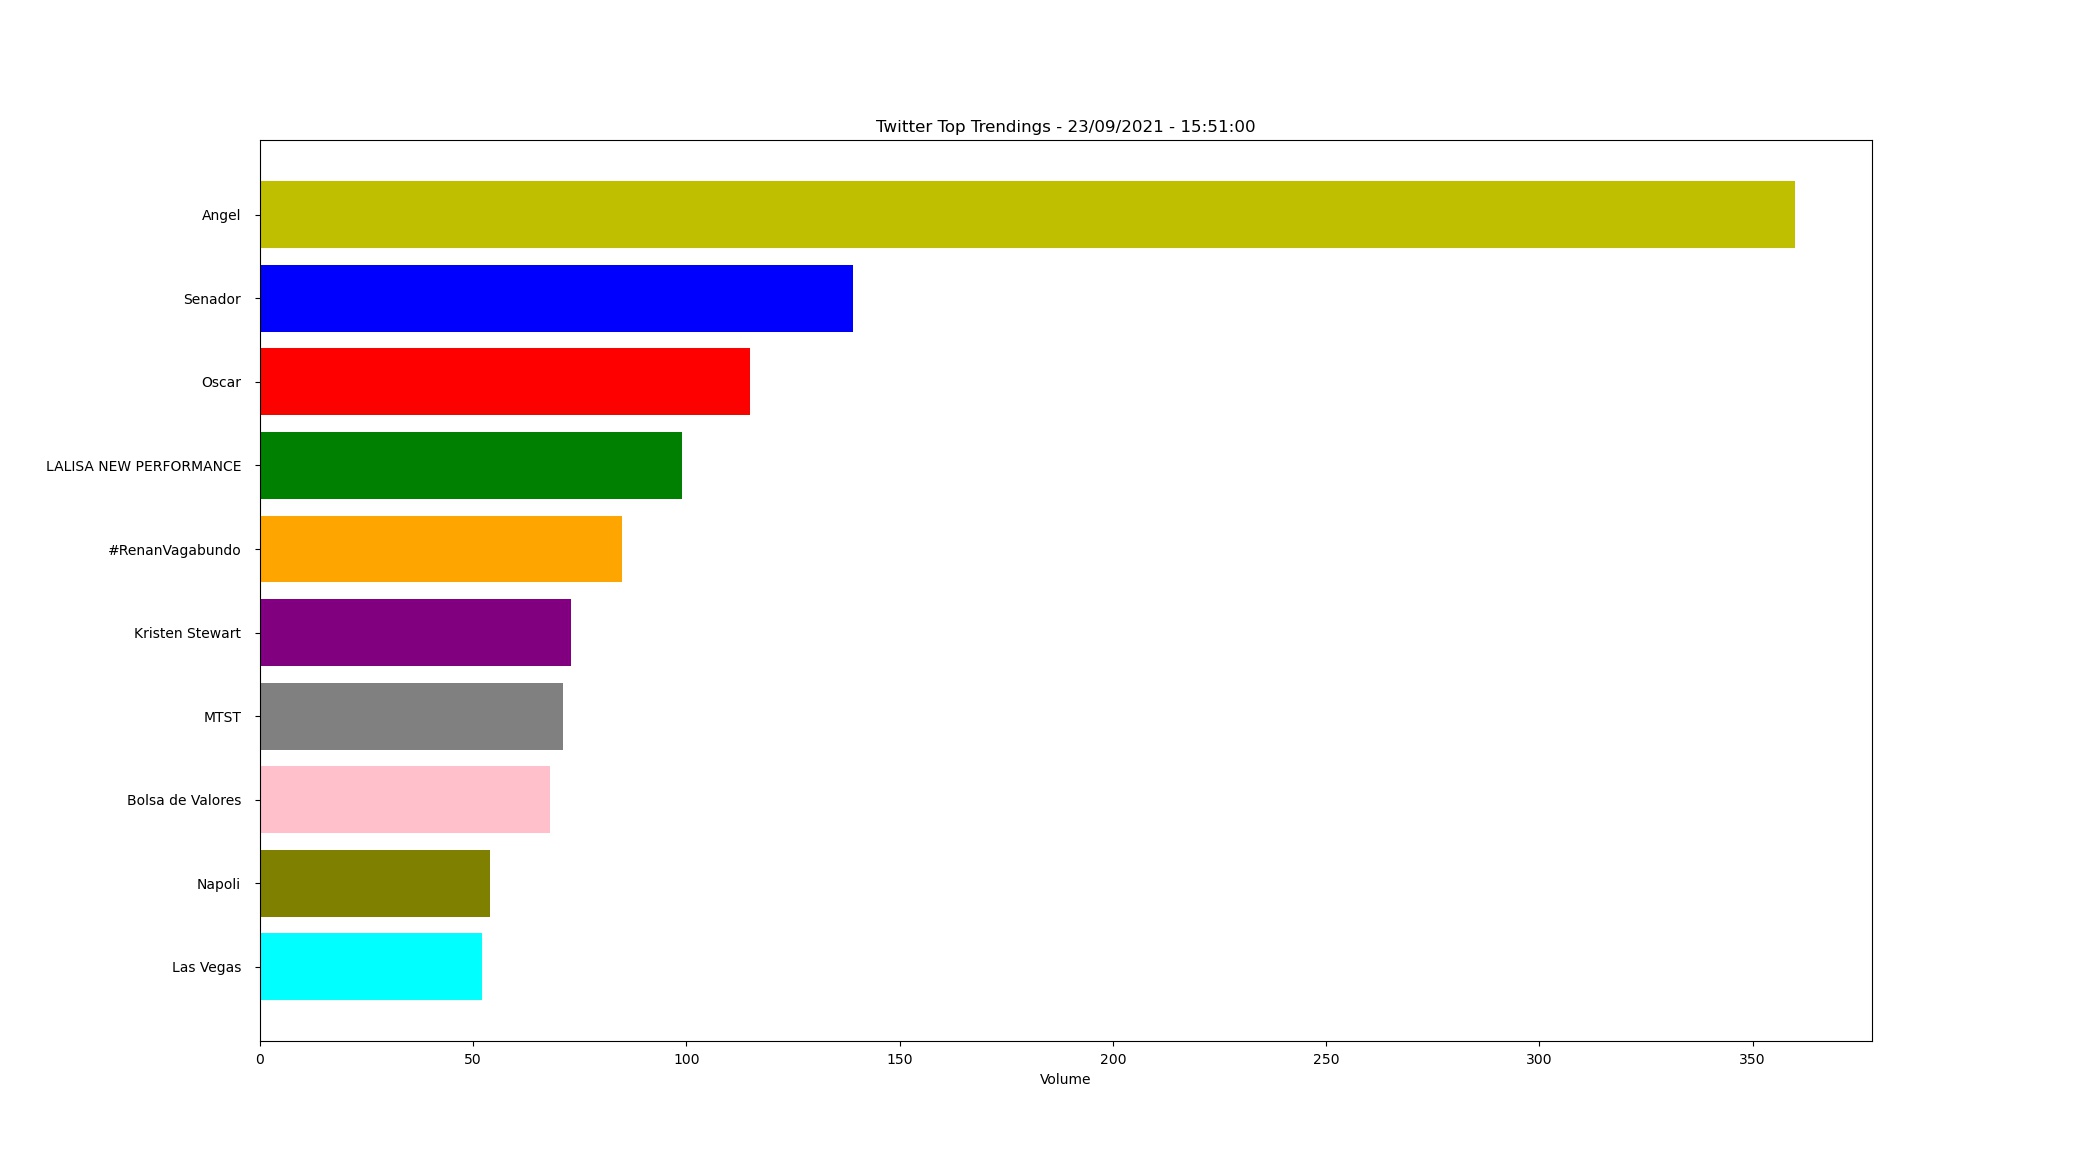 Twitter Top Trendings - 23/09/2021 - 15:51:00
Angel
Senador
Oscar
LALISA NEW PERFORMANCE
#RenanVagabundo
Kristen Stewart
MTST
Bolsa de Valores
Napoli
Las Vegas
0 50 100 150 200 250 300 350
Volume